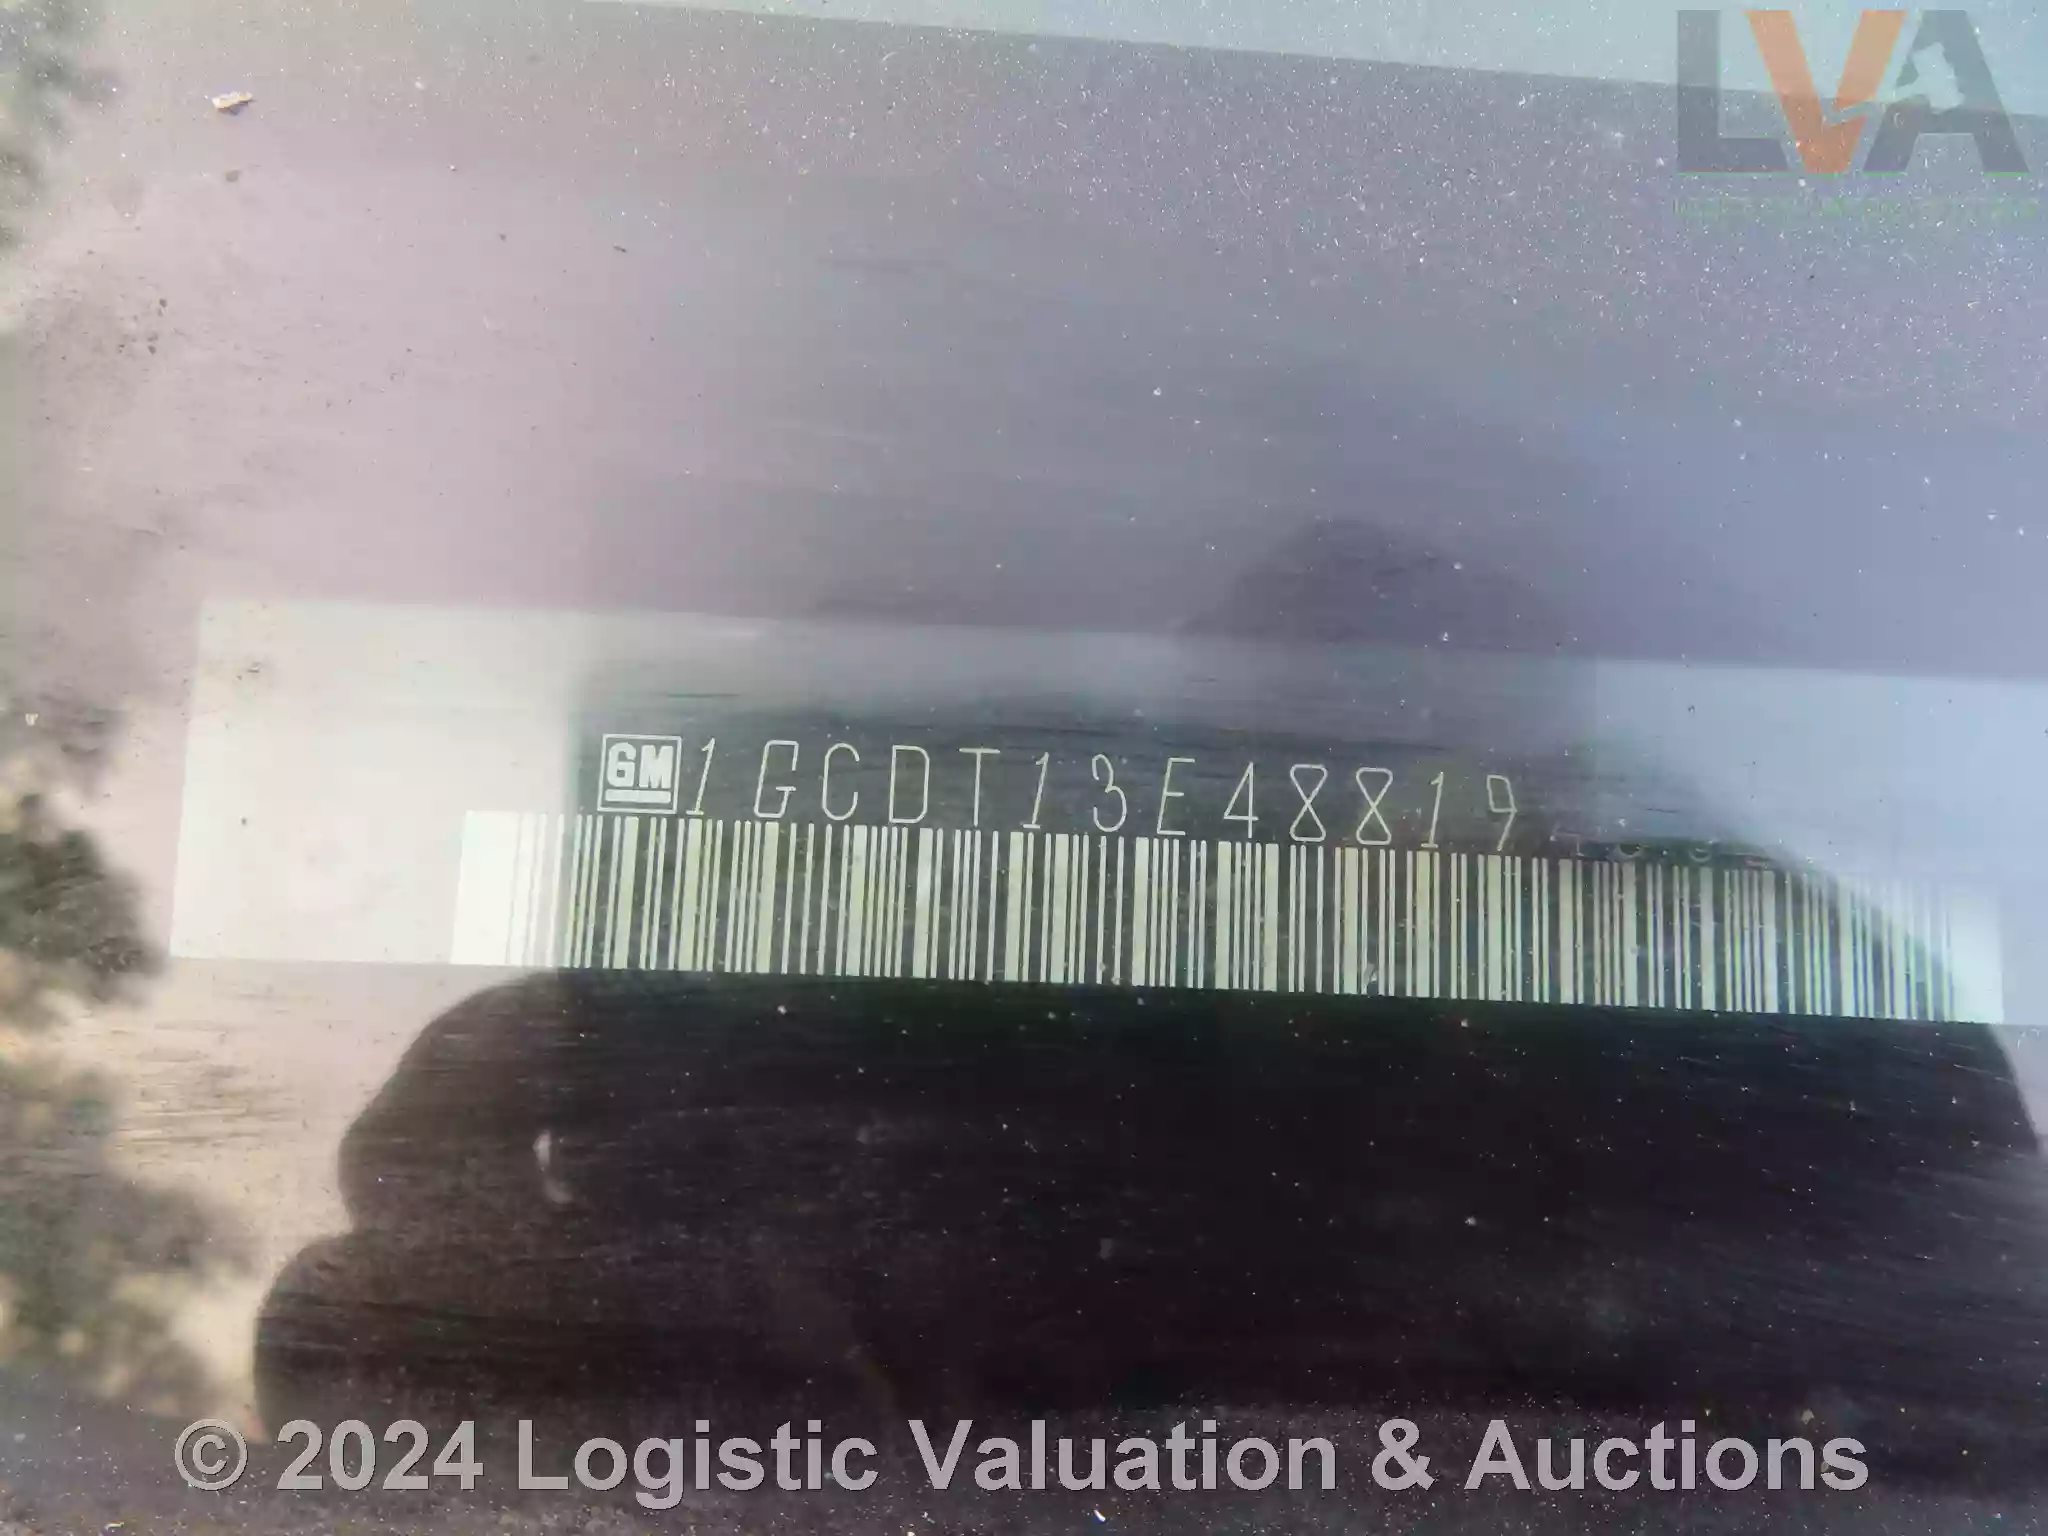 LVA
GM 1GCDT13E48819
© 2024 Logistic Valuation & Auctions